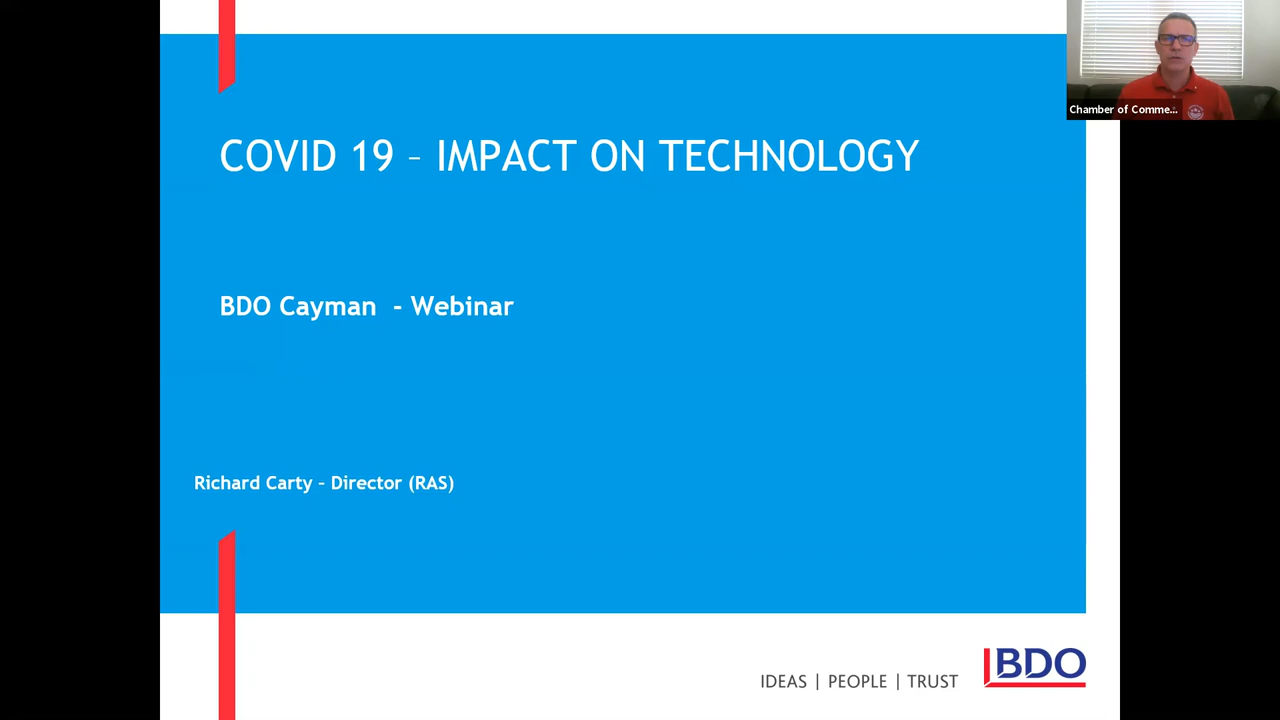 Chamber of Comme...
COVID 19 – IMPACT ON TECHNOLOGY
BDO Cayman - Webinar
Richard Carty – Director (RAS)
IDEAS | PEOPLE | TRUST
BDO